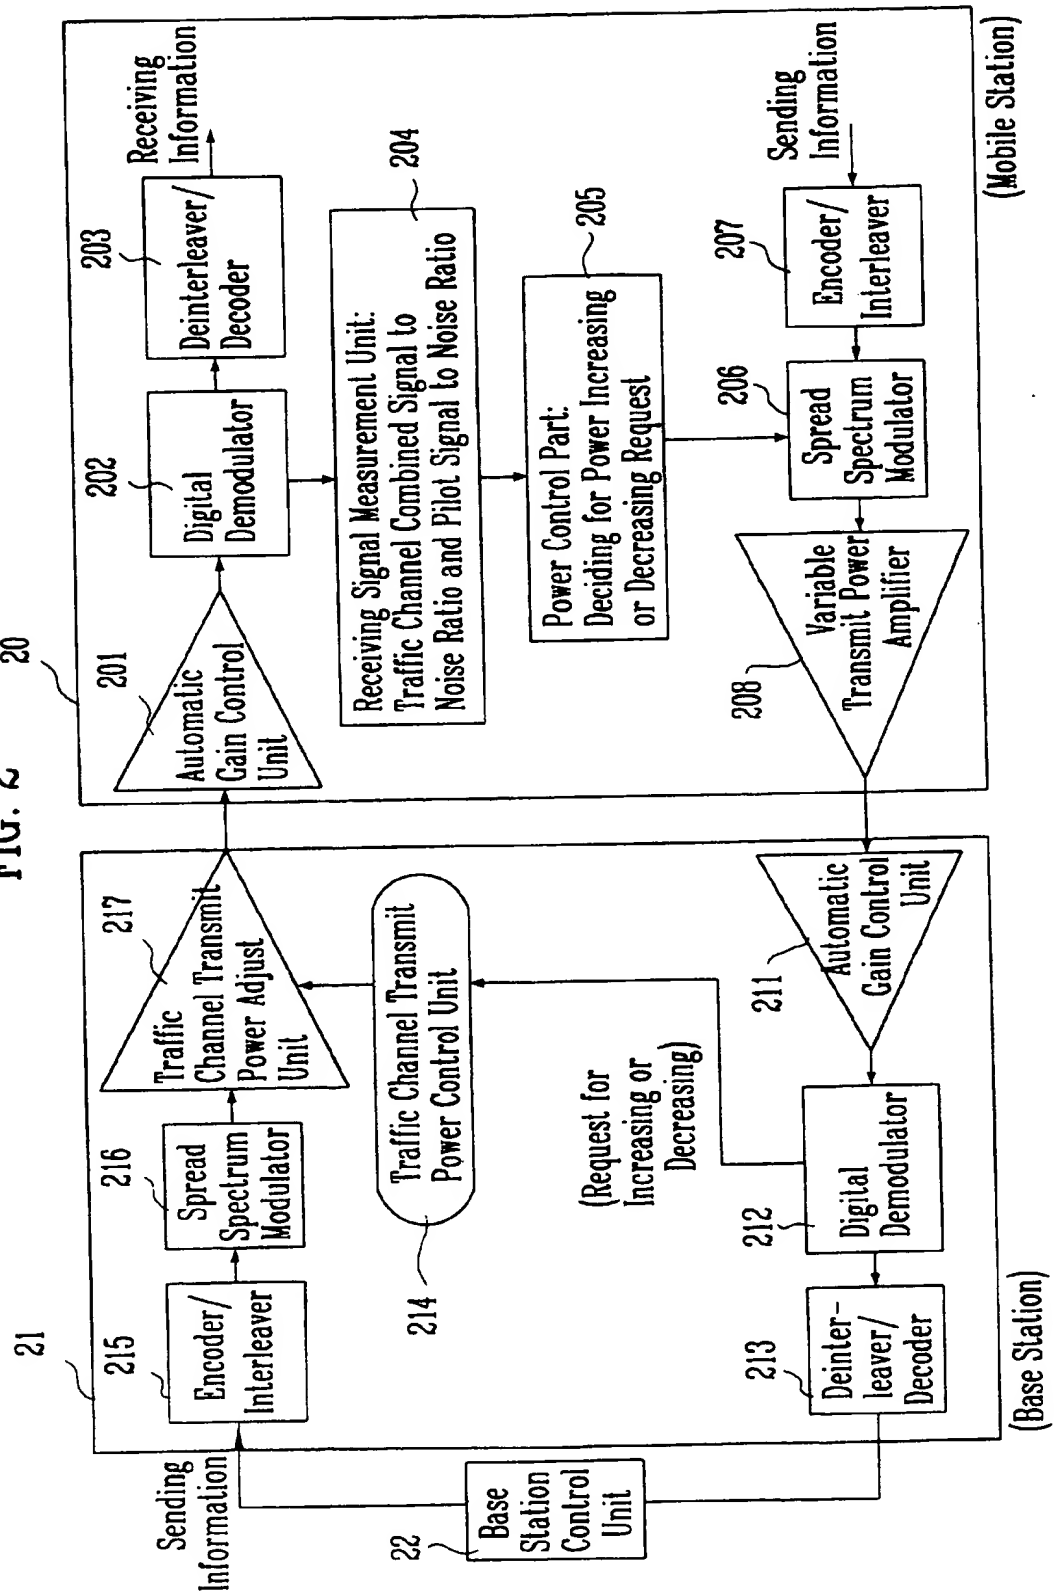 FIG. 2
20
201
Automatic
Gain Control
Unit
202
Digital
Demodulator
203
Deinterleaver/
Decoder
Receiving
Information
204
Receiving Signal Measurement Unit:
Traffic Channel Combined Signal to
Noise Ratio and Pilot Signal to Noise Ratio
205
Power Control Part:
Deciding for Power Increasing
or Decreasing Request
Sending
Information
207
Encoder/
Interleaver
206
Spread
Spectrum
Modulator
208
Variable
Transmit Power
Amplifier
(Mobile Station)
21
Sending
Information
215
Encoder/
Interleaver
216
Spread
Spectrum
Modulator
217
Traffic
Channel Transmit
Power Adjust
Unit
214
Traffic Channel Transmit
Power Control Unit
(Request for
Increasing or
Decreasing)
211
Automatic
Gain Control
Unit
212
Digital
Demodulator
213
Deinter-
leaver/
Decoder
22
Base
Station
Control
Unit
(Base Station)